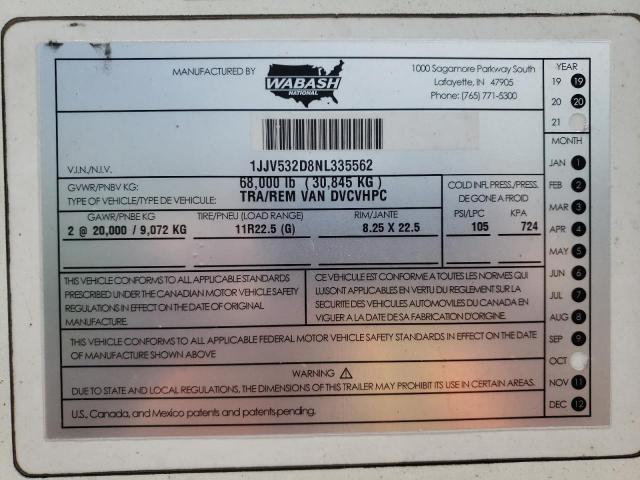 MANUFACTURED BY
WABASH
NATIONAL
1000 Sagamore Parkway South
Lafayette, IN 47905
Phone: (765) 771-5300
V.I.N./N.I.V.
1JJV532D8NL335562
GVWR/PNBV KG:
68,000 lb (30,845 KG)
TYPE OF VEHICLE/TYPE DE VEHICULE:
TRA/REM VAN DVCVHPC
COLD INFL PRESS./PRESS.
DE GONE A FROID
GAWR/PNBE KG
TIRE/PNEU (LOAD RANGE)
RIM/JANTE
PSI/LPC
KPA
2 @ 20,000 / 9,072 KG
11R22.5 (G)
8.25 X 22.5
105
724
THIS VEHICLE CONFORMS TO ALL APPLICABLE STANDARDS
PRESCRIBED UNDER THE CANADIAN MOTOR VEHICLE SAFETY
REGULATIONS IN EFFECT ON THE DATE OF ORIGINAL
MANUFACTURE.
CE VEHICULE EST CONFORME A TOUTES LES NORMES QUI
LUISONT APPLICABLES EN VERTU DU REGLEMENT SUR LA
SECURITE DES VEHICULES AUTOMOVILES DU CANADA EN
VIGUER A LA DATE DE SA FABRICATION D'ORIGINE.
THIS VEHICLE CONFORMS TO ALL APPLICABLE FEDERAL MOTOR VEHICLE SAFETY STANDARDS IN EFFECT ON THE DATE
OF MANUFACTURE SHOWN ABOVE
WARNING
DUE TO STATE AND LOCAL REGULATIONS, THE DIMENSIONS OF THIS TRAILER MAY PROHIBIT ITS USE IN CERTAIN AREAS.
U.S., Canada, and Mexico patents and patents-pending.
YEAR
19 19
20 20
21
MONTH
JAN 1
FEB 2
MAR 3
APR 4
MAY 5
JUN 6
JUL 7
AUG 8
SEP 9
OCT
NOV 11
DEC 12